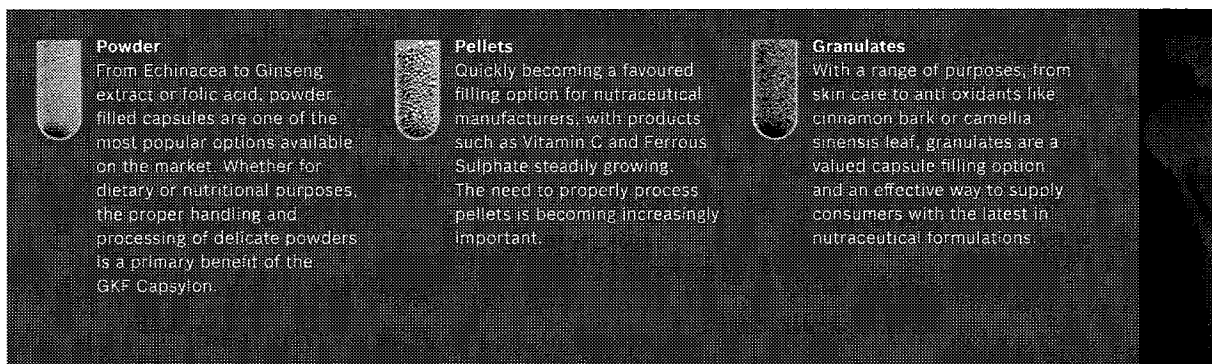 Powder
From Echinacea to Ginseng
extract or folic acid, powder
filled capsules are one of the
most popular options available
on the market. Whether for
dietary or nutritional purposes,
the proper handling and
processing of delicate powders
is a primary benefit of the
GKF Capsylon.
Pellets
Quickly becoming a favoured
filling option for nutraceutical
manufacturers, with products
such as Vitamin C and Ferrous
Sulphate steadily growing.
The need to properly process
pellets is becoming increasingly
important.
Granulates
With a range of purposes, from
skin care to anti oxidants like
cinnamon bark or camellia
sinensis leaf, granulates are a
valued capsule filling option
and an effective way to supply
consumers with the latest in
nutraceutical formulations.